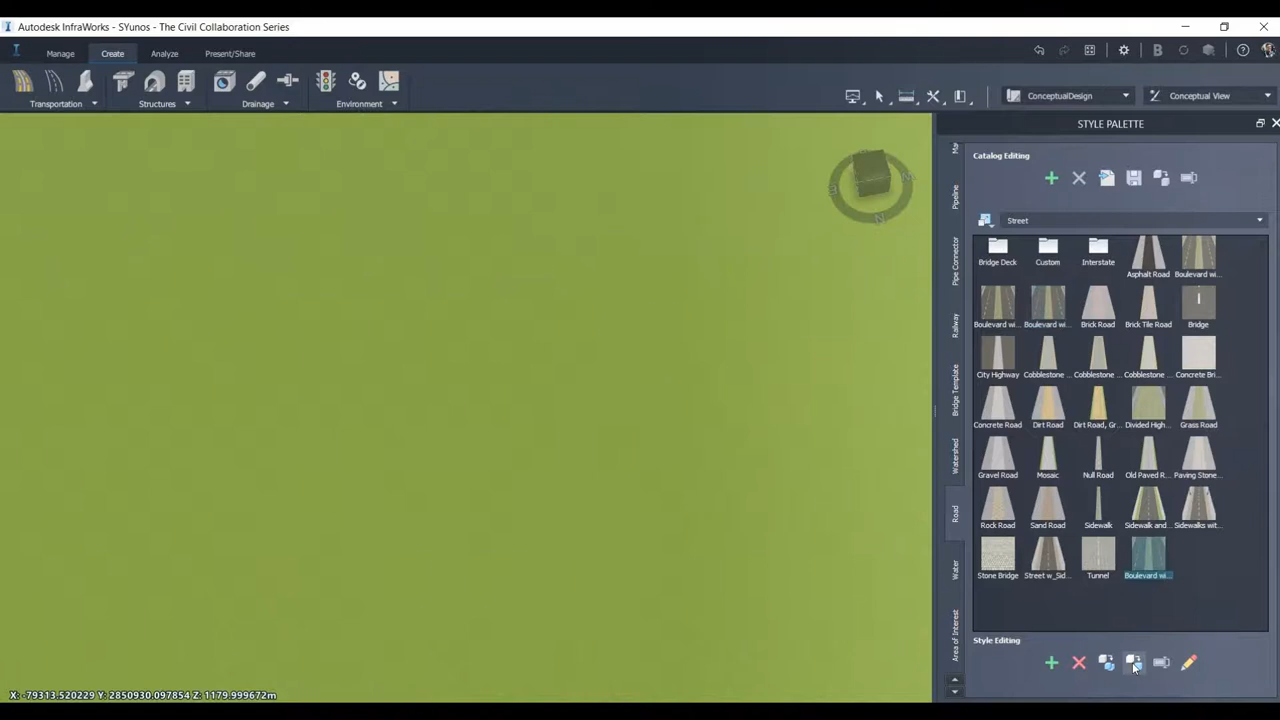 Autodesk InfraWorks - SYunos - The Civil Collaboration Series
Manage Create Analyze Present/Share
Transportation Structures Drainage Environment
ConceptualDesign Conceptual View
STYLE PALETTE
Catalog Editing
Street
Ma
Pipeline
Pipe Connector
Railway
Bridge Template
Watershed
Road
Water
Area of Interest
Bridge Deck Custom Interstate Asphalt Road Boulevard wi...
Boulevard wi... Boulevard wi... Brick Road Brick Tile Road Bridge
City Highway Cobblestone ... Cobblestone ... Cobblestone ... Concrete Bri...
Concrete Road Dirt Road Dirt Road, Gr... Divided High... Grass Road
Gravel Road Mosaic Null Road Old Paved R... Paving Stone...
Rock Road Sand Road Sidewalk Sidewalk and... Sidewalks wit...
Stone Bridge Street w_Sid... Tunnel Boulevard wi...
Style Editing
X: -79313.520229 Y: 2850930.097854 Z: 1179.999672m